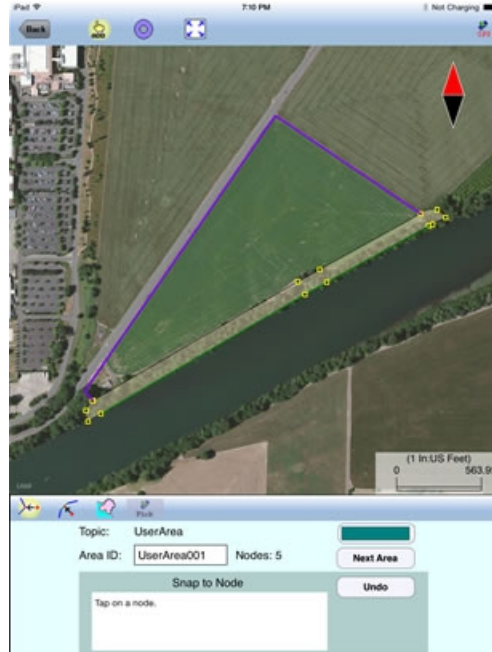 iPad 7:10 PM Not Charging
Back ADD GPS
(1 In:US Feet)
0 563.95
Pick
Topic: UserArea
Area ID: UserArea001 Nodes: 5 Next Area
Snap to Node Undo
Tap on a node.